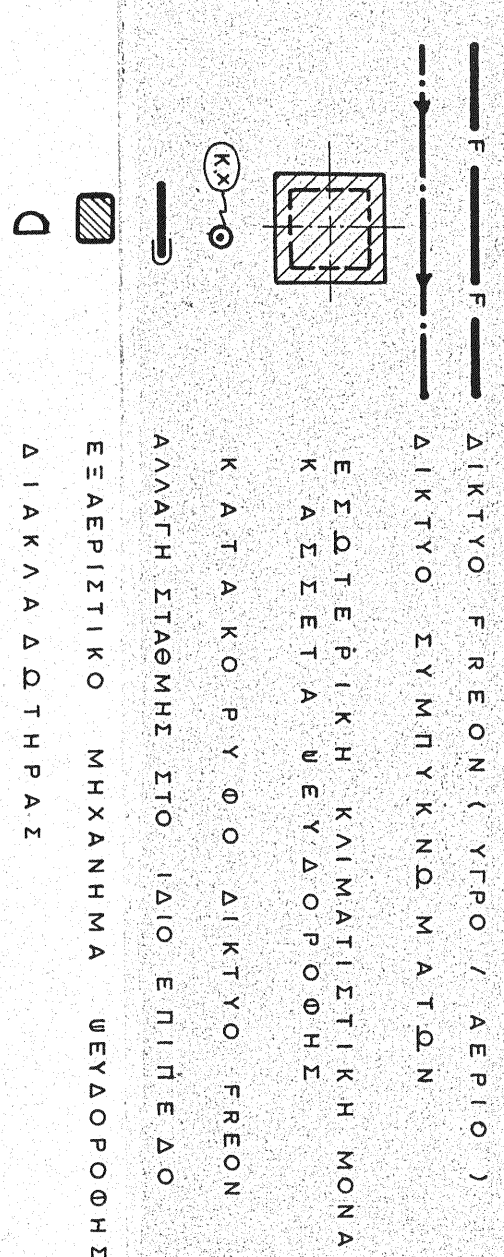 F F ΔΙΚΤΥΟ FREON ( ΥΓΡΟ / ΑΕΡΙΟ )
ΔΙΚΤΥΟ ΣΥΜΠΥΚΝΩΜΑΤΩΝ
ΕΣΩΤΕΡΙΚΗ ΚΛΙΜΑΤΙΣΤΙΚΗ ΜΟΝΑ
ΚΑΣΣΕΤΑ ΨΕΥΔΟΡΟΦΗΣ
Κ.Χ ΚΑΤΑΚΟΡΥΦΟ ΔΙΚΤΥΟ FREON
ΑΛΛΑΓΗ ΣΤΑΘΜΗΣ ΣΤΟ ΙΔΙΟ ΕΠΙΠΕΔΟ
ΕΞΑΕΡΙΣΤΙΚΟ ΜΗΧΑΝΗΜΑ ΨΕΥΔΟΡΟΦΗΣ
D ΔΙΑΚΛΑΔΩΤΗΡΑΣ